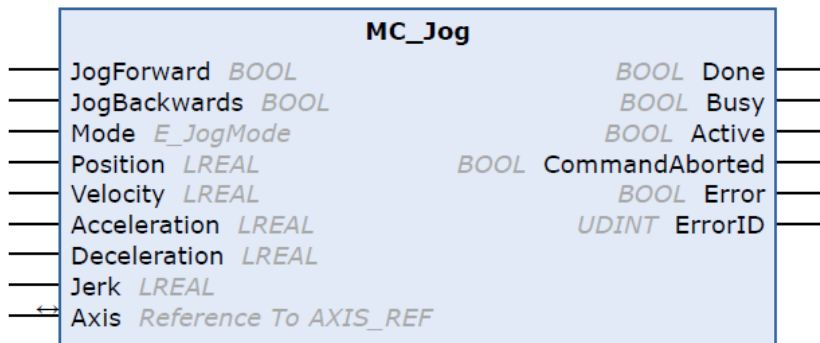 MC_Jog
JogForward BOOL BOOL Done
JogBackwards BOOL BOOL Busy
Mode E_JogMode BOOL Active
Position LREAL BOOL CommandAborted
Velocity LREAL BOOL Error
Acceleration LREAL UDINT ErrorID
Deceleration LREAL
Jerk LREAL
Axis Reference To AXIS_REF